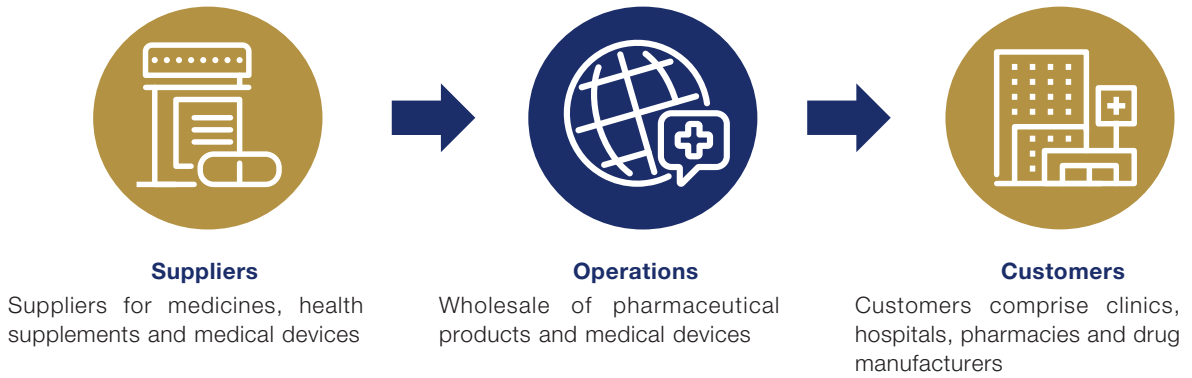 Suppliers
Suppliers for medicines, health
supplements and medical devices
Operations
Wholesale of pharmaceutical
products and medical devices
Customers
Customers comprise clinics,
hospitals, pharmacies and drug
manufacturers